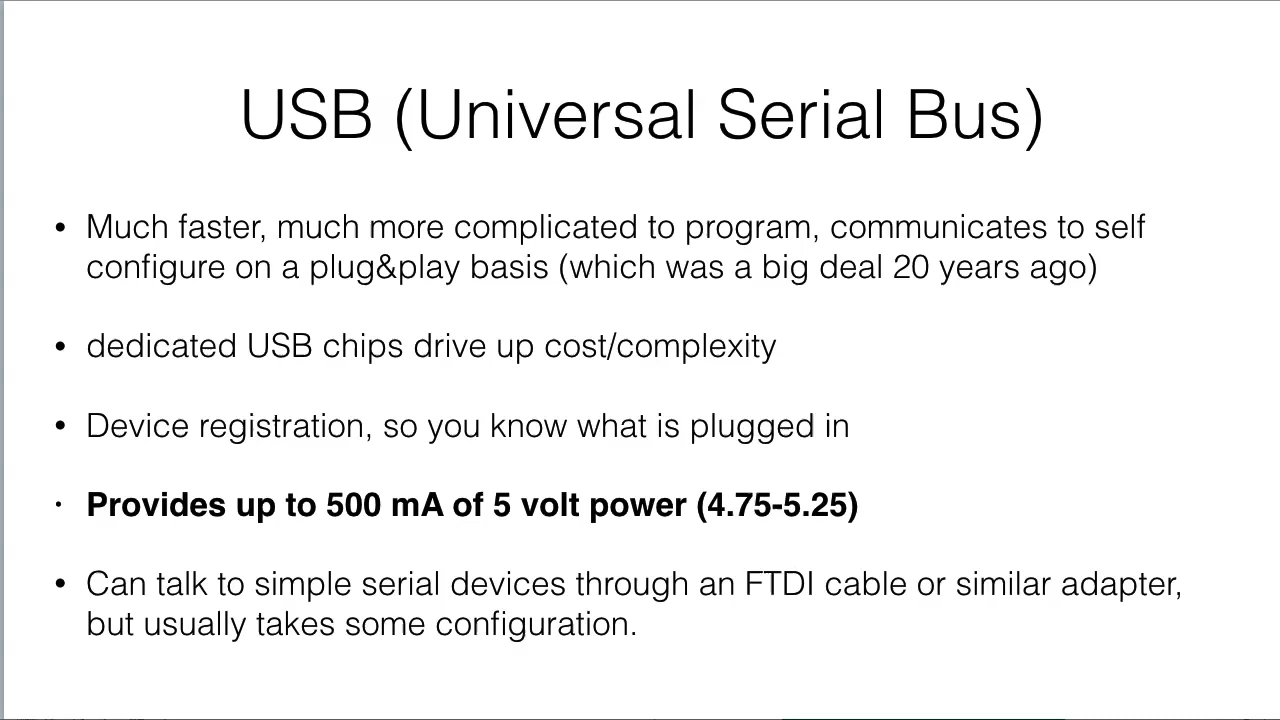 USB (Universal Serial Bus)
• Much faster, much more complicated to program, communicates to self
configure on a plug&play basis (which was a big deal 20 years ago)
• dedicated USB chips drive up cost/complexity
• Device registration, so you know what is plugged in
• Provides up to 500 mA of 5 volt power (4.75-5.25)
• Can talk to simple serial devices through an FTDI cable or similar adapter,
but usually takes some configuration.